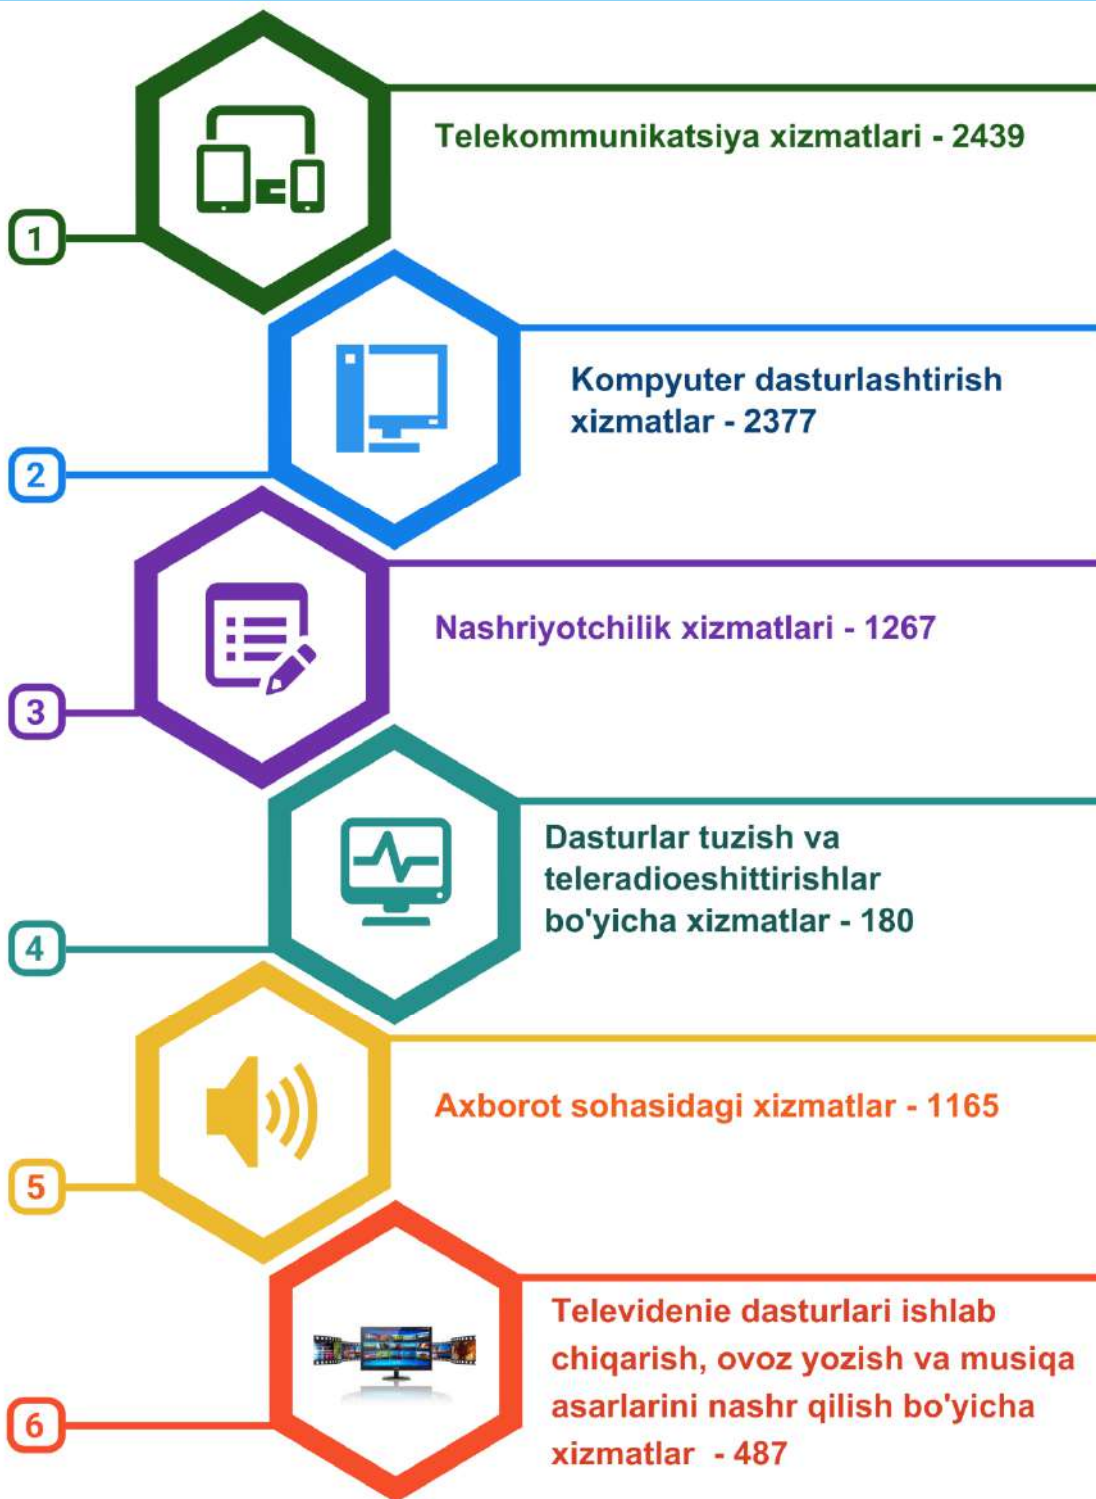 Telekommunikatsiya xizmatlari - 2439
1
Kompyuter dasturlashtirish
xizmatlar - 2377
2
Nashriyotchilik xizmatlari - 1267
3
Dasturlar tuzish va
teleradioeshittirishlar
bo'yicha xizmatlar - 180
4
Axborot sohasidagi xizmatlar - 1165
5
Televidenie dasturlari ishlab
chiqarish, ovoz yozish va musiqa
asarlarini nashr qilish bo'yicha
xizmatlar - 487
6